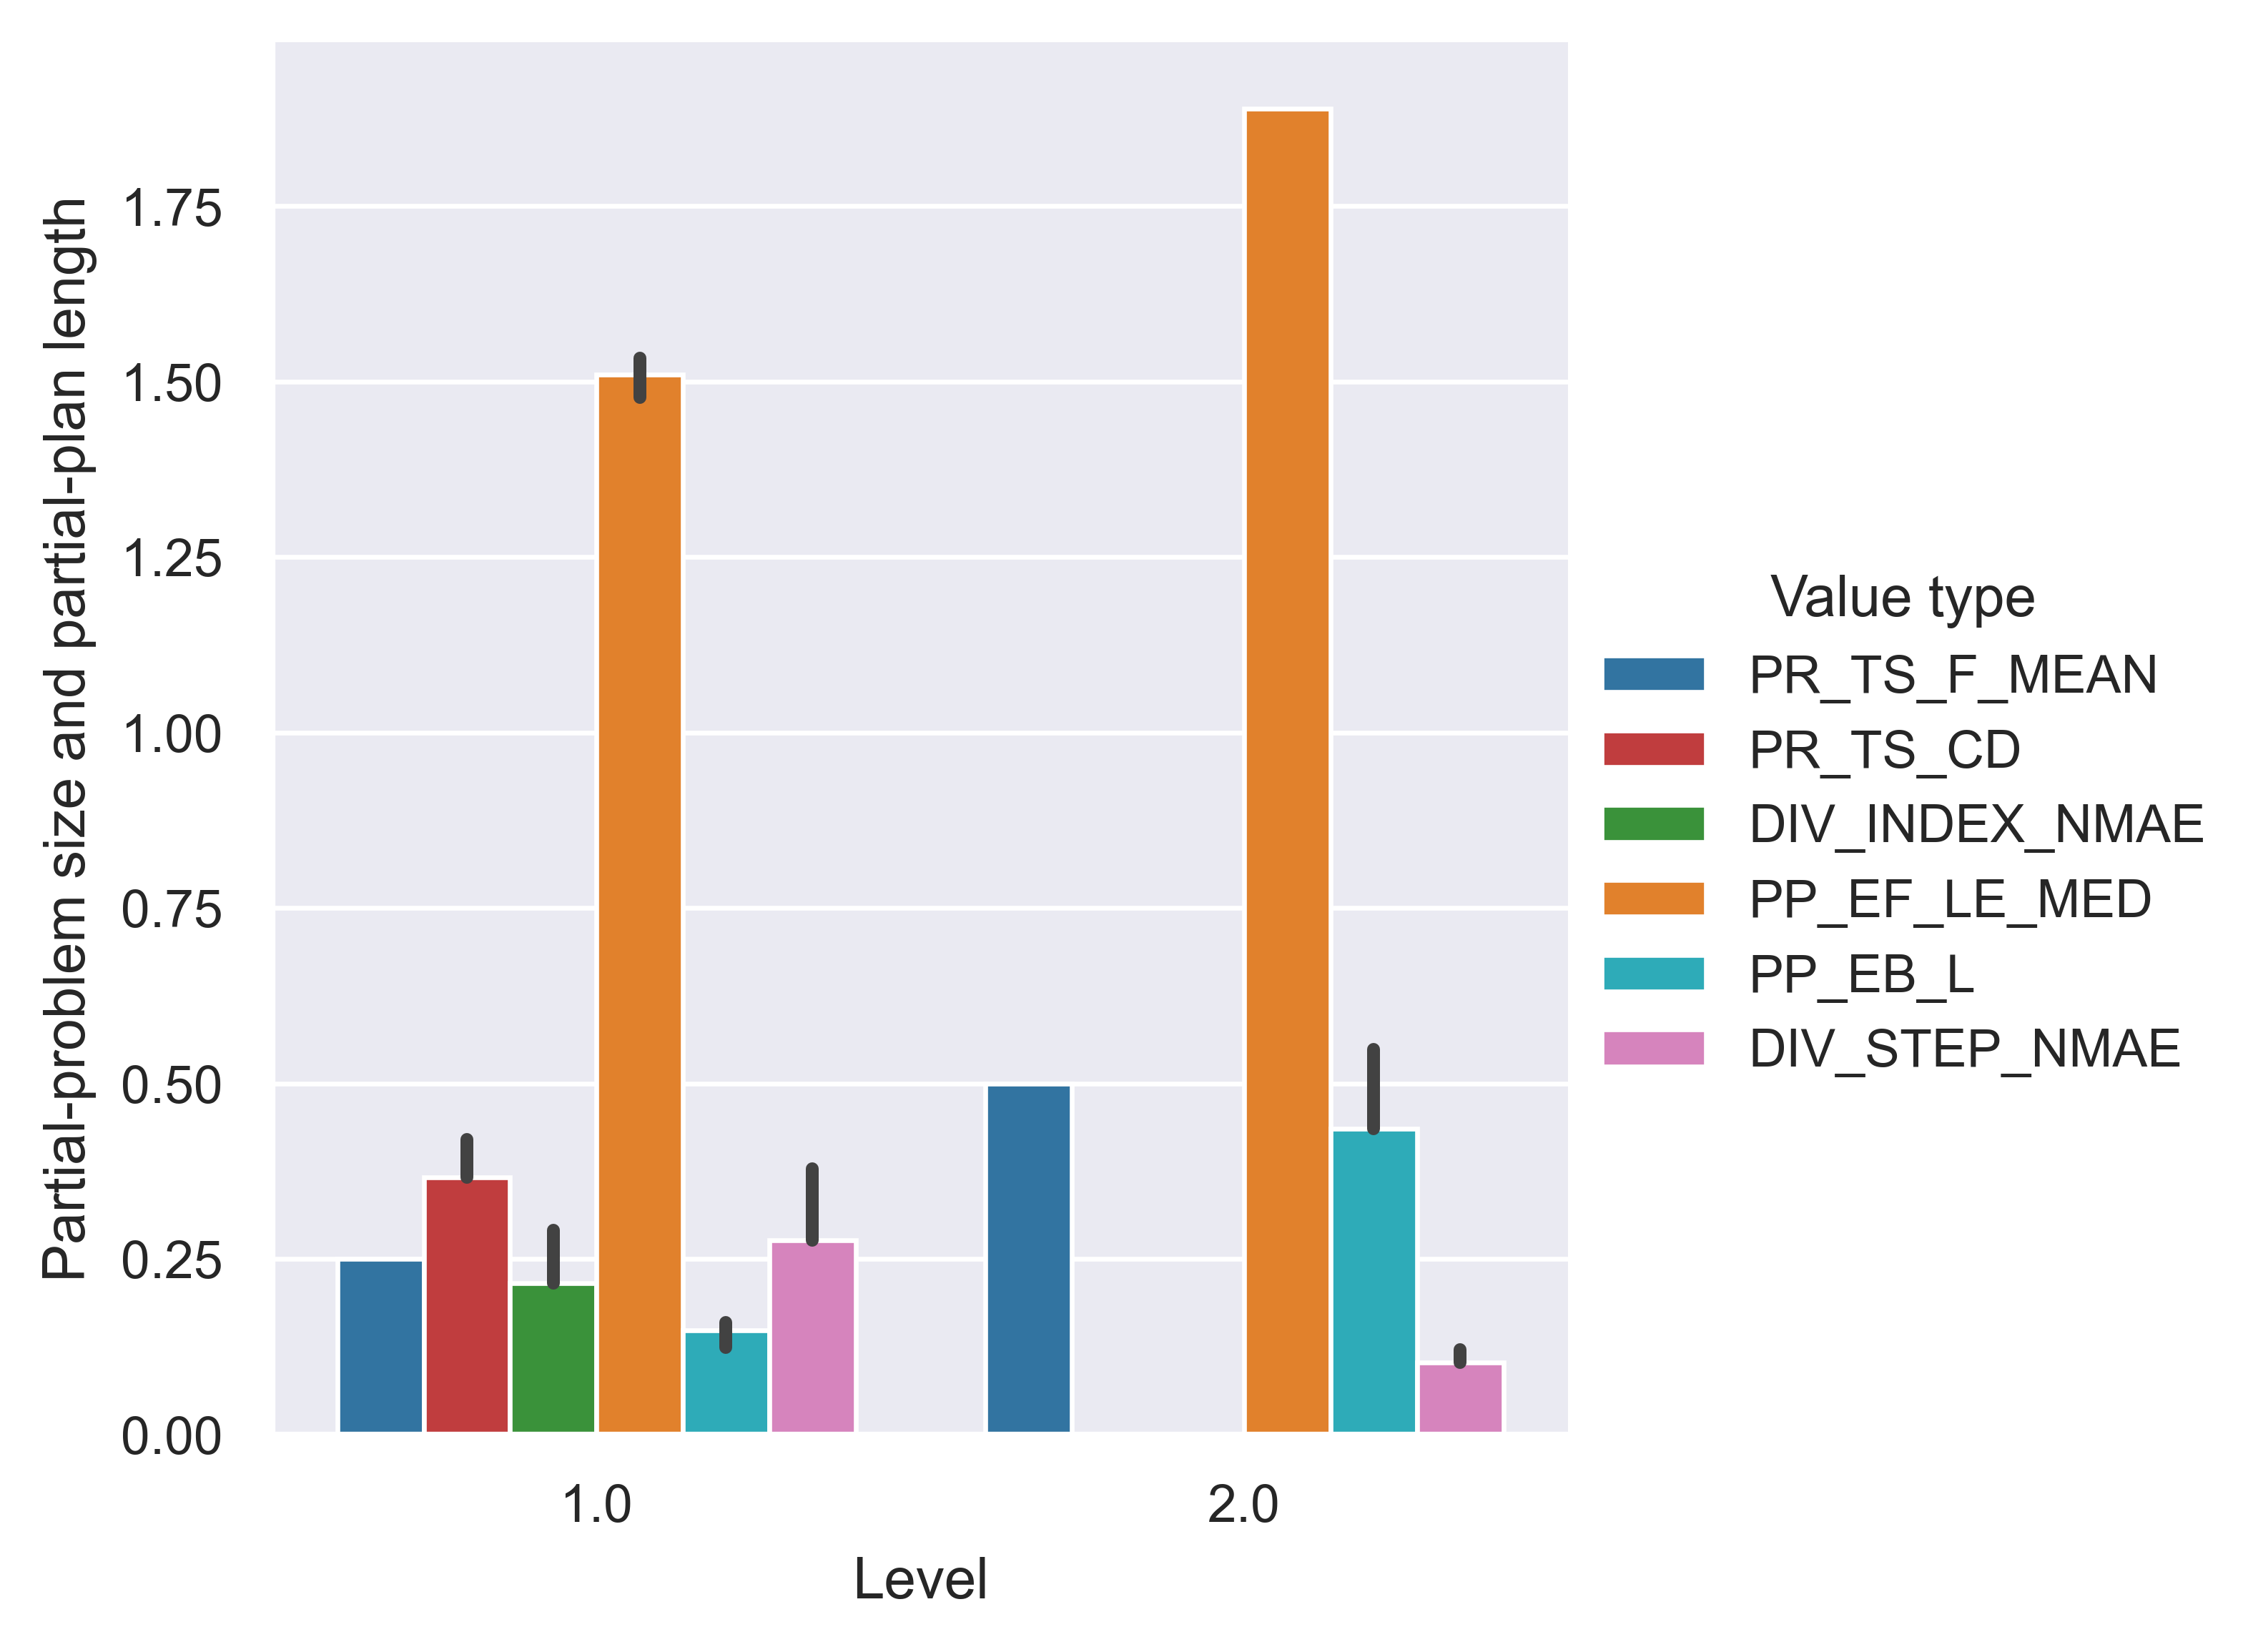 Partial-problem size and partial-plan length
1.75
1.50
1.25
1.00
0.75
0.50
0.25
0.00
1.0
2.0
Level
Value type
PR_TS_F_MEAN
PR_TS_CD
DIV_INDEX_NMAE
PP_EF_LE_MED
PP_EB_L
DIV_STEP_NMAE